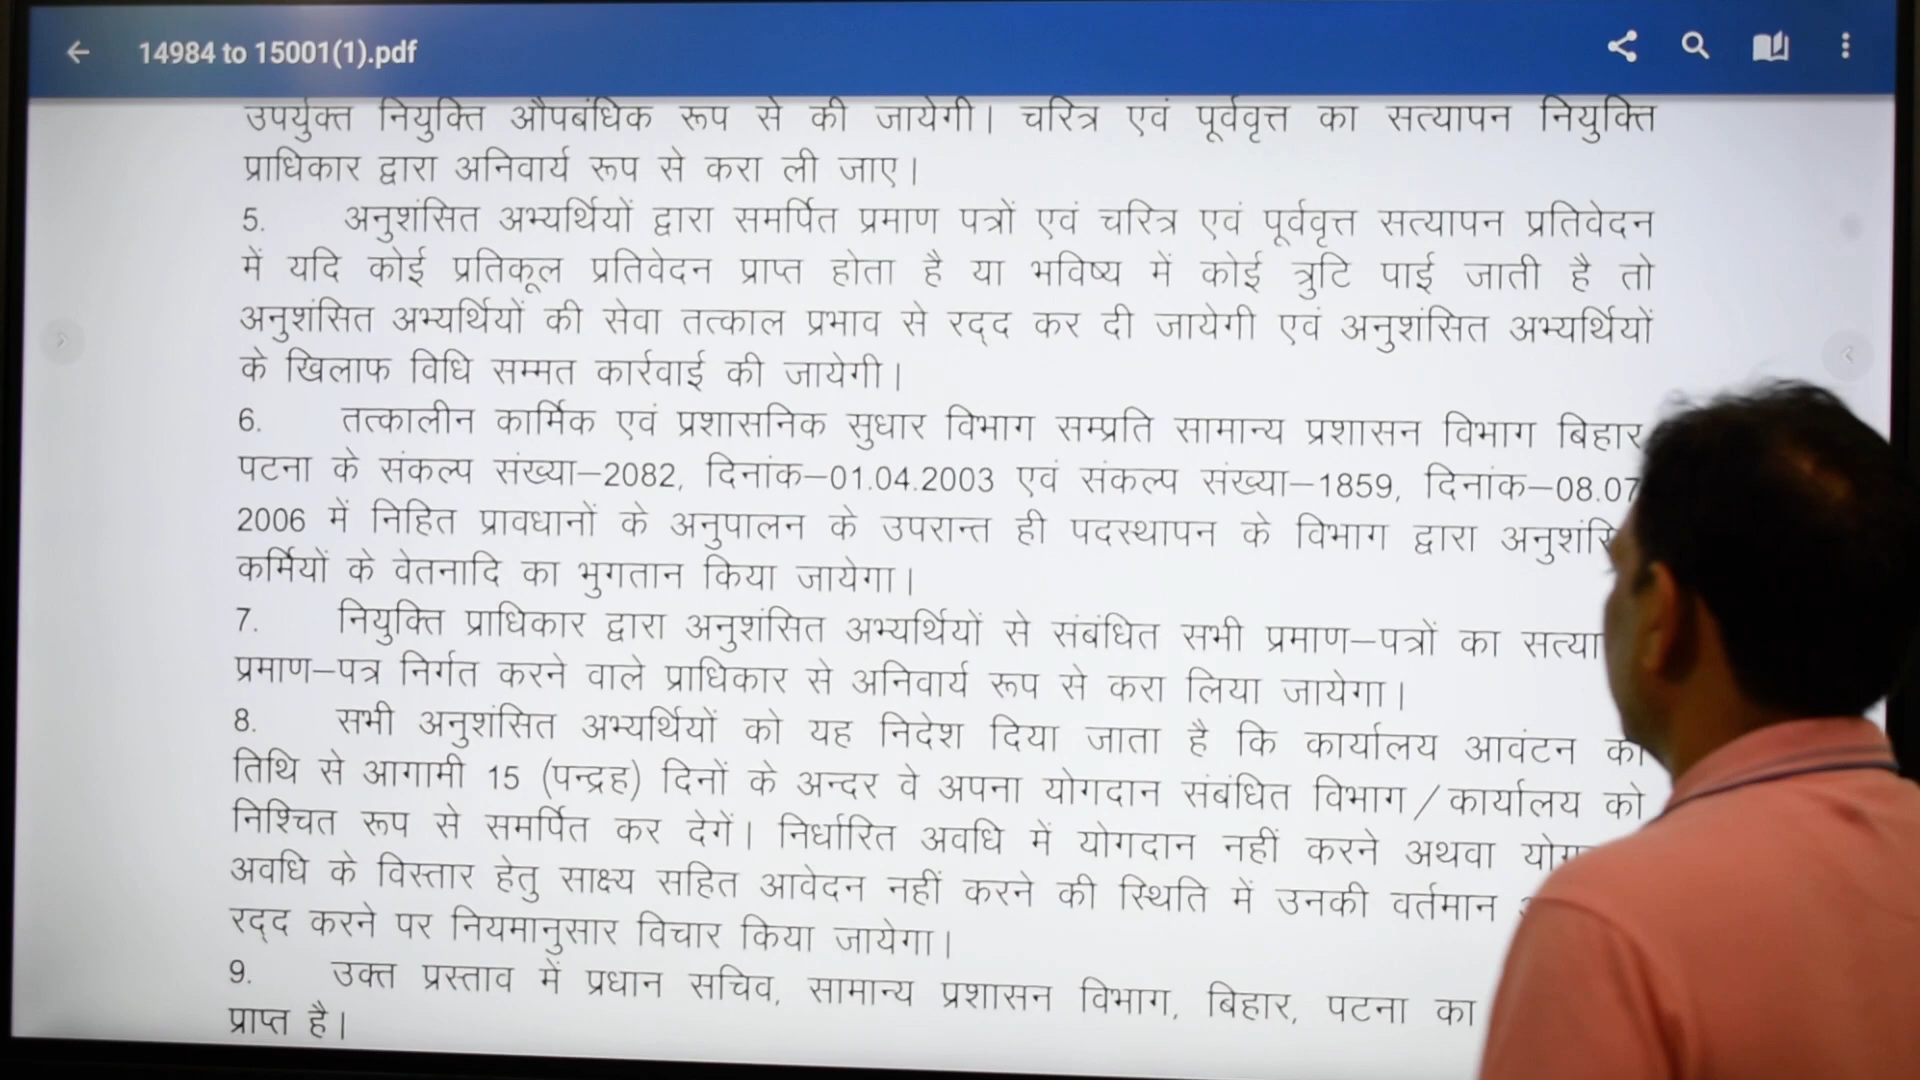 14984 to 15001(1).pdf
उपर्युक्त नियुक्ति औपबंधिक रूप से की जायेगी। चरित्र एवं पूर्ववृत्त का सत्यापन नियुक्ति
प्राधिकार द्वारा अनिवार्य रूप से करा ली जाए।
5. अनुशंसित अभ्यर्थियों द्वारा समर्पित प्रमाण पत्रों एवं चरित्र एवं पूर्ववृत्त सत्यापन प्रतिवेदन
में यदि कोई प्रतिकूल प्रतिवेदन प्राप्त होता है या भविष्य में कोई त्रुटि पाई जाती है तो
अनुशंसित अभ्यर्थियों की सेवा तत्काल प्रभाव से रद्द कर दी जायेगी एवं अनुशंसित अभ्यर्थियों
के खिलाफ विधि सम्मत कार्रवाई की जायेगी।
6. तत्कालीन कार्मिक एवं प्रशासनिक सुधार विभाग सम्प्रति सामान्य प्रशासन विभाग बिहार
पटना के संकल्प संख्या–2082, दिनांक–01.04.2003 एवं संकल्प संख्या–1859, दिनांक–08.07
2006 में निहित प्रावधानों के अनुपालन के उपरान्त ही पदस्थापन के विभाग द्वारा
कर्मियों के वेतनादि का भुगतान किया जायेगा।
7. नियुक्ति प्राधिकार द्वारा अनुशंसित अभ्यर्थियों से संबंधित सभी प्रमाण–पत्रों का
प्रमाण–पत्र निर्गत करने वाले प्राधिकार से अनिवार्य रूप से करा लिया जायेगा।
8. सभी अनुशंसित अभ्यर्थियों को यह निदेश दिया जाता है कि कार्यालय आवंटन की
तिथि से आगामी 15 (पन्द्रह) दिनों के अन्दर वे अपना योगदान संबंधित विभाग/कार्यालय को
निश्चित रूप से समर्पित कर देगें। निर्धारित अवधि में योगदान नहीं करने अथवा
अवधि के विस्तार हेतु साक्ष्य सहित आवेदन नहीं करने की स्थिति में उनकी वर्तमान
रद्द करने पर नियमानुसार विचार किया जायेगा।
9. उक्त प्रस्ताव में प्रधान सचिव, सामान्य प्रशासन विभाग, बिहार, पटना का
प्राप्त है।